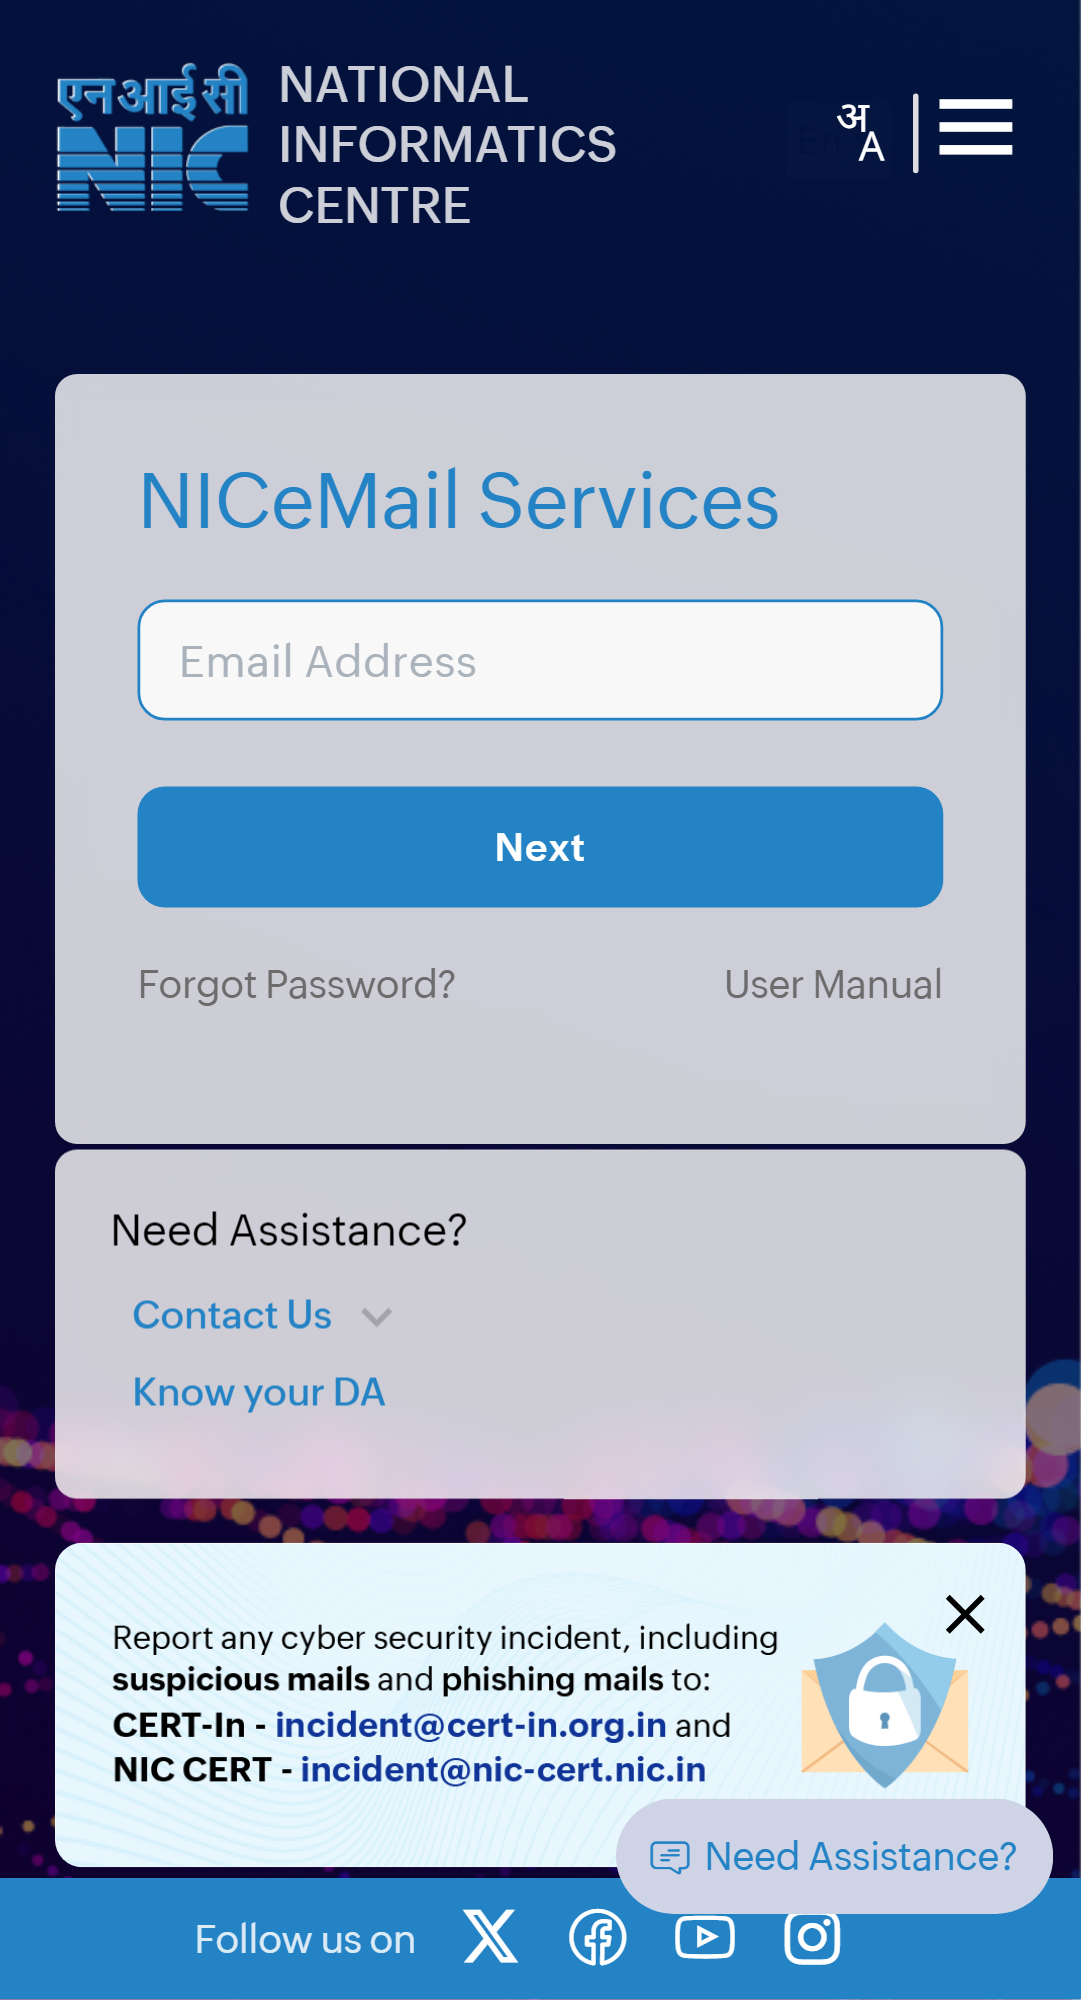 एनआईसी
NIC
NATIONAL
INFORMATICS
CENTRE
अ
A
NICeMail Services
Email Address
Next
Forgot Password? User Manual
Need Assistance?
Contact Us
Know your DA
Report any cyber security incident, including
suspicious mails and phishing mails to:
CERT-In - incident@cert-in.org.in and
NIC CERT - incident@nic-cert.nic.in
Need Assistance?
Follow us on